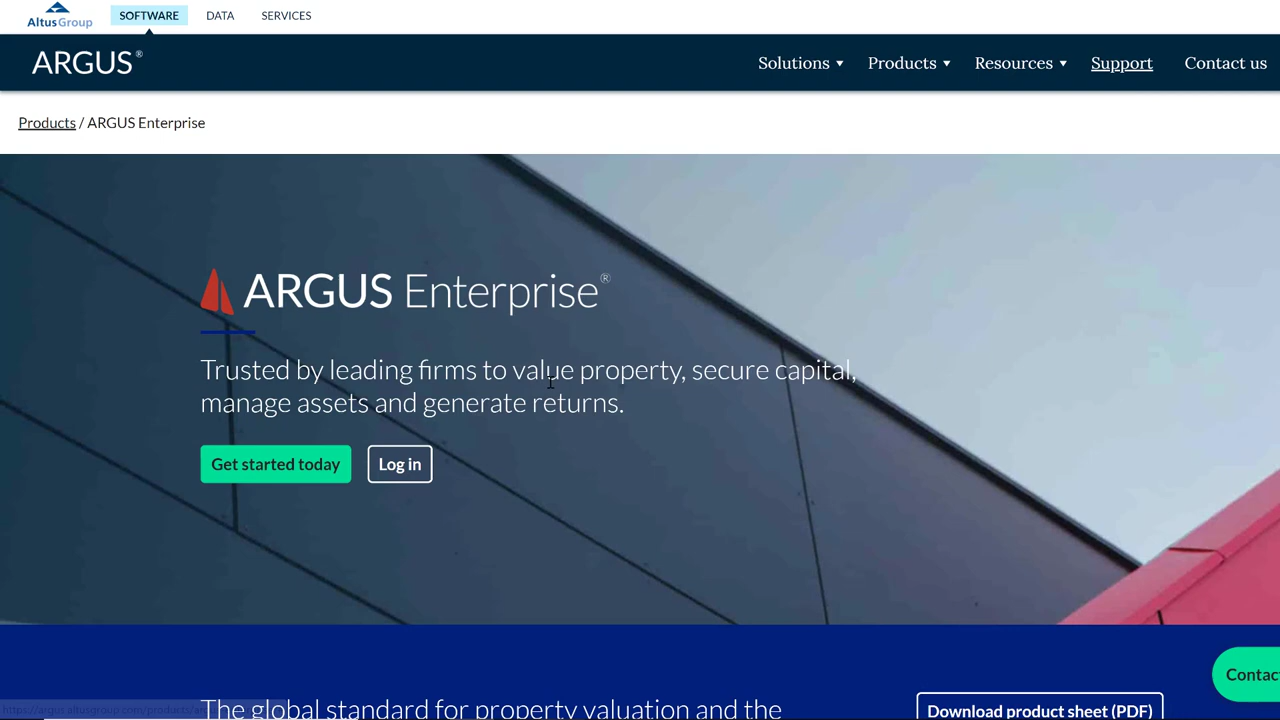 AltusGroup
SOFTWARE DATA SERVICES
ARGUS®
Solutions Products Resources Support Contact us
Products / ARGUS Enterprise
ARGUS Enterprise®
Trusted by leading firms to value property, secure capital,
manage assets and generate returns.
Get started today Log in
Contac
The global standard for property valuation and the
Download product sheet (PDF)